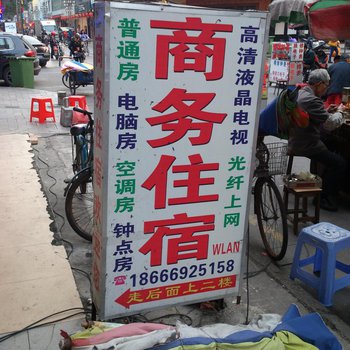 商务住宿
普通房
电脑房
空调房
钟点房
高清液晶电视
光纤上网
WLAN
18666925158
走后面上二楼